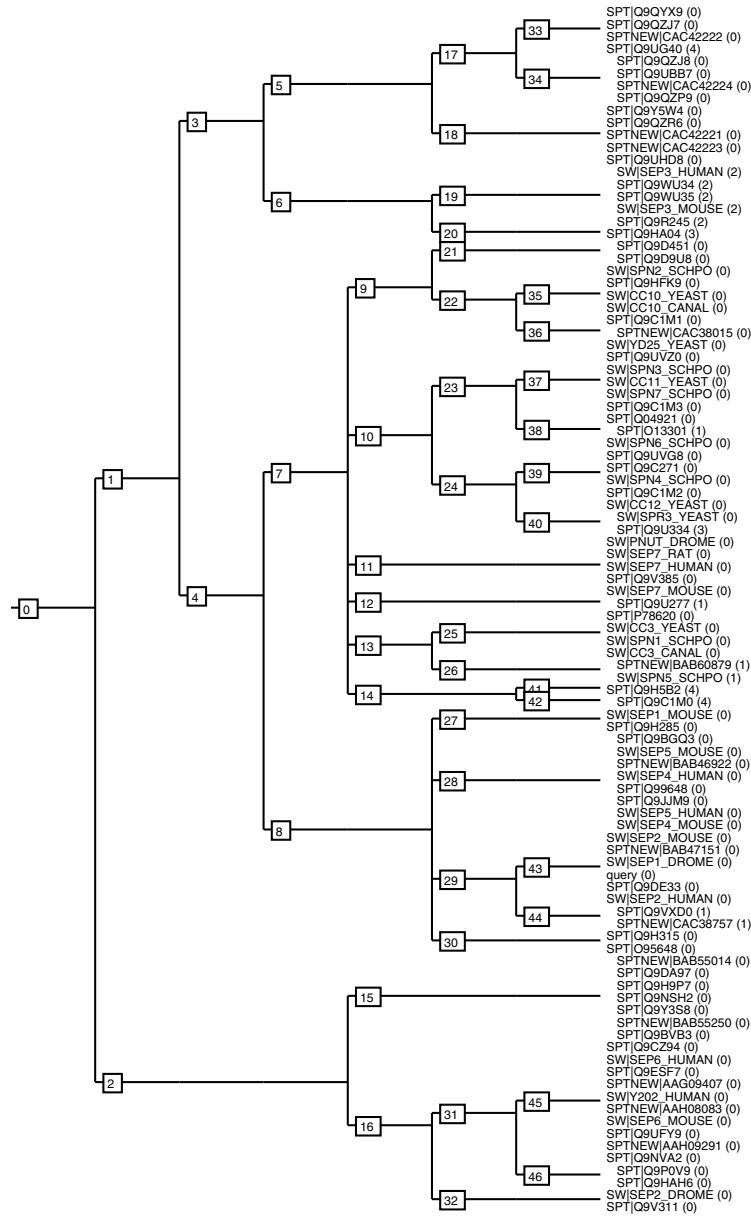 SPT|Q9QYX9 (0)
SPT|Q9QZJ7 (0)
33
SPTNEW|CAC42222 (0)
17
SPT|Q9UG40 (4)
SPT|Q9QZJ8 (0)
34
SPT|Q9UBB7 (0)
5
SPTNEW|CAC42224 (0)
SPT|Q9QZP9 (0)
SPT|Q9Y5W4 (0)
3
SPT|Q9QZR6 (0)
18
SPTNEW|CAC42221 (0)
SPTNEW|CAC42223 (0)
SPT|Q9UHD8 (0)
SW|SEP3_HUMAN (2)
19
SPT|Q9WU34 (2)
6
SPT|Q9WU35 (2)
SW|SEP3_MOUSE (2)
SPT|Q9R245 (2)
20
SPT|Q9HA04 (3)
21
SPT|Q9D451 (0)
SPT|Q9D9U8 (0)
SW|SPN2_SCHPO (0)
9
SPT|Q9HFK9 (0)
22
35
SW|CC10_YEAST (0)
SW|CC10_CANAL (0)
SPT|Q9C1M1 (0)
36
SPTNEW|CAC38015 (0)
SW|YD25_YEAST (0)
SPT|Q9UVZ0 (0)
SW|SPN3_SCHPO (0)
23
37
SW|CC11_YEAST (0)
SW|SPN7_SCHPO (0)
SPT|Q9C1M3 (0)
SPT|Q04921 (0)
10
38
SPT|O13301 (1)
SW|SPN6_SCHPO (0)
SPT|Q9UVG8 (0)
1
7
39
SPT|Q9C271 (0)
24
SW|SPN4_SCHPO (0)
SPT|Q9C1M2 (0)
SW|CC12_YEAST (0)
40
SW|SPR3_YEAST (0)
SPT|Q9U334 (3)
SW|PNUT_DROME (0)
SW|SEP7_RAT (0)
11
SW|SEP7_HUMAN (0)
SPT|Q9V385 (0)
4
SW|SEP7_MOUSE (0)
0
12
SPT|Q9U277 (1)
SPT|P78620 (0)
25
SW|CC3_YEAST (0)
13
SW|SPN1_SCHPO (0)
SW|CC3_CANAL (0)
26
SPTNEW|BAB60879 (1)
SW|SPN5_SCHPO (1)
14
41
SPT|Q9H5B2 (4)
42
SPT|Q9C1M0 (4)
27
SW|SEP1_MOUSE (0)
SPT|Q9H285 (0)
SPT|Q9BGQ3 (0)
SW|SEP5_MOUSE (0)
SPTNEW|BAB46922 (0)
28
SW|SEP4_HUMAN (0)
SPT|Q99648 (0)
SPT|Q9JJM9 (0)
SW|SEP5_HUMAN (0)
8
SW|SEP4_MOUSE (0)
SW|SEP2_MOUSE (0)
SPTNEW|BAB47151 (0)
43
SW|SEP1_DROME (0)
29
query (0)
SPT|Q9DE33 (0)
SW|SEP2_HUMAN (0)
44
SPT|Q9VXD0 (1)
SPTNEW|CAC38757 (1)
30
SPT|Q9H315 (0)
SPT|O95648 (0)
SPTNEW|BAB55014 (0)
SPT|Q9DA97 (0)
SPT|Q9H9P7 (0)
15
SPT|Q9NSH2 (0)
SPT|Q9Y3S8 (0)
SPTNEW|BAB55250 (0)
SPT|Q9BVB3 (0)
SPT|Q9CZ94 (0)
SW|SEP6_HUMAN (0)
SPT|Q9ESF7 (0)
2
SPTNEW|AAG09407 (0)
45
SW|Y202_HUMAN (0)
31
SPTNEW|AAH08083 (0)
16
SW|SEP6_MOUSE (0)
SPT|Q9UFY9 (0)
SPTNEW|AAH09291 (0)
SPT|Q9NVA2 (0)
46
SPT|Q9P0V9 (0)
SPT|Q9HAH6 (0)
32
SW|SEP2_DROME (0)
SPT|Q9V311 (0)